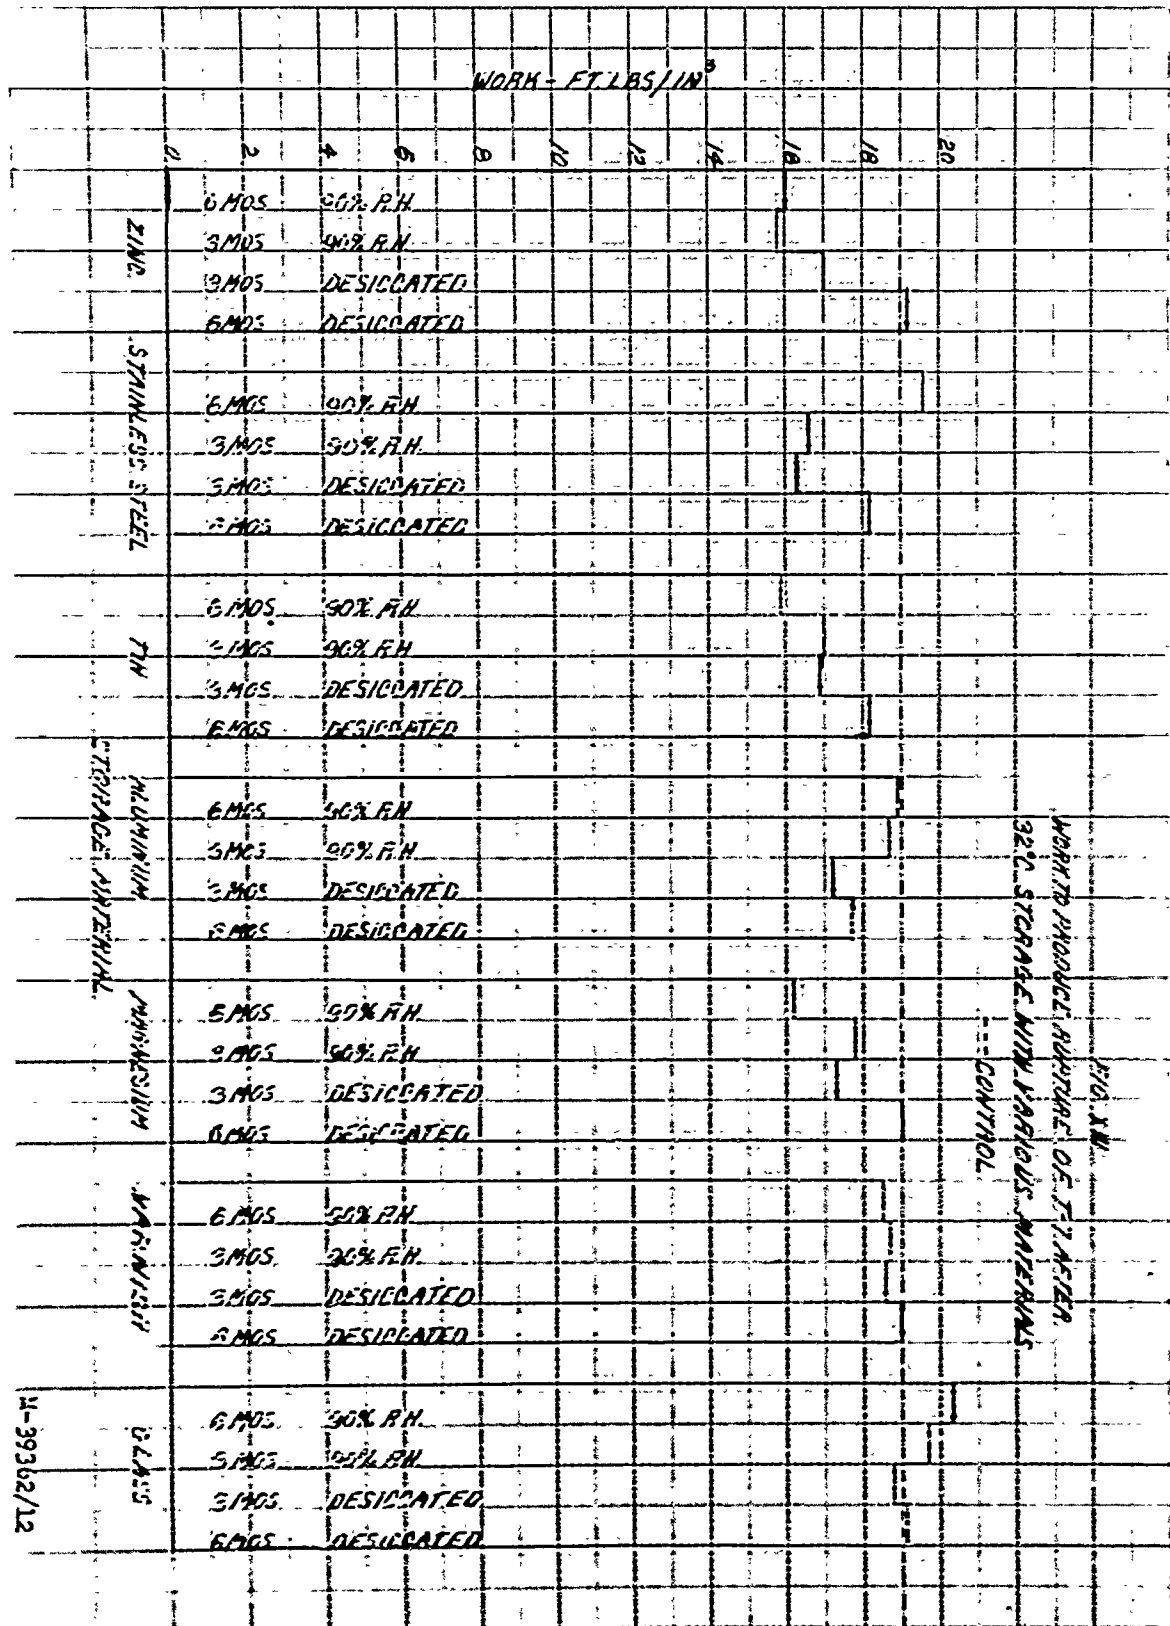 WORK - FT. LBS/IN³
0 2 4 6 8 10 12 14 16 18 20
ZINC
6 MOS 90% R.H.
3 MOS 90% R.H.
3 MOS DESICCATED
6 MOS DESICCATED
STAINLESS STEEL
6 MOS 90% R.H.
3 MOS 90% R.H.
3 MOS DESICCATED
6 MOS DESICCATED
TIN
6 MOS 90% R.H.
3 MOS 90% R.H.
3 MOS DESICCATED
6 MOS DESICCATED
ALUMINIUM
6 MOS 90% R.H.
3 MOS 90% R.H.
3 MOS DESICCATED
6 MOS DESICCATED
MAGNESIUM
6 MOS 90% R.H.
3 MOS 90% R.H.
3 MOS DESICCATED
6 MOS DESICCATED
VARNISH
6 MOS 90% R.H.
3 MOS 90% R.H.
3 MOS DESICCATED
6 MOS DESICCATED
GLASS
6 MOS 90% R.H.
3 MOS 90% R.H.
3 MOS DESICCATED
6 MOS DESICCATED
STORAGE MATERIAL
FIG.
WORK TO PRODUCE RUPTURE OF T-7 AFTER
32°C. STORAGE WITH VARIOUS MATERIALS
--- CONTROL
M-39362/12